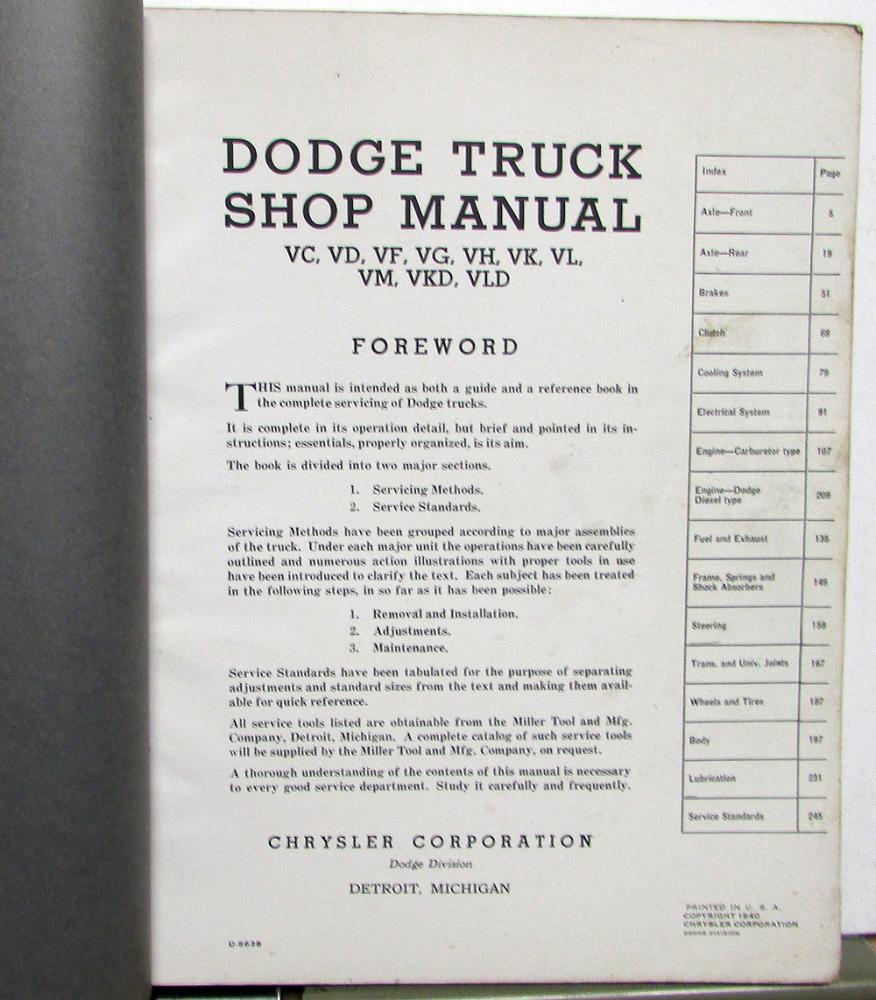 DODGE TRUCK
SHOP MANUAL
VC, VD, VF, VG, VH, VK, VL,
VM, VKD, VLD
FOREWORD
THIS manual is intended as both a guide and a reference book in
the complete servicing of Dodge trucks.
It is complete in its operation detail, but brief and pointed in its in-
structions; essentials, properly organized, is its aim.
The book is divided into two major sections.
1. Servicing Methods.
2. Service Standards.
Servicing Methods have been grouped according to major assemblies
of the truck. Under each major unit the operations have been carefully
outlined and numerous action illustrations with proper tools in use
have been introduced to clarify the text. Each subject has been treated
in the following steps, in so far as it has been possible:
1. Removal and Installation.
2. Adjustments.
3. Maintenance.
Service Standards have been tabulated for the purpose of separating
adjustments and standard sizes from the text and making them avail-
able for quick reference.
All service tools listed are obtainable from the Miller Tool and Mfg.
Company, Detroit, Michigan. A complete catalog of such service tools
will be supplied by the Miller Tool and Mfg. Company, on request.
A thorough understanding of the contents of this manual is necessary
to every good service department. Study it carefully and frequently.
CHRYSLER CORPORATION
Dodge Division
DETROIT, MICHIGAN
D-8638
Index Page
Axle—Front 5
Axle—Rear 19
Brakes 51
Clutch 69
Cooling System 79
Electrical System 91
Engine—Carburetor type 107
Engine—Dodge
Diesel type 209
Fuel and Exhaust 135
Frame, Springs and
Shock Absorbers 149
Steering 159
Trans. and Univ. Joints 167
Wheels and Tires 187
Body 197
Lubrication 231
Service Standards 245
PRINTED IN U. S. A.
COPYRIGHT 1940
CHRYSLER CORPORATION
DODGE DIVISION